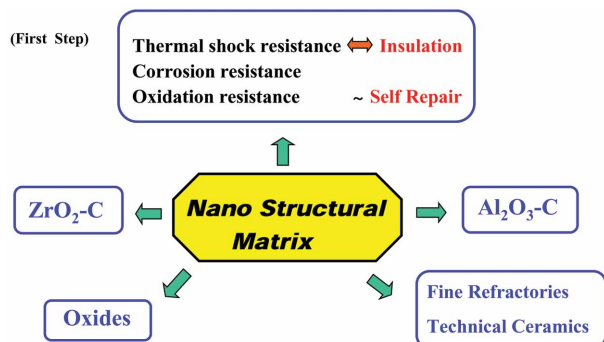 (First Step)
Thermal shock resistance ⇔ Insulation
Corrosion resistance
Oxidation resistance ~ Self Repair
ZrO₂-C
Nano Structural
Matrix
Al₂O₃-C
Oxides
Fine Refractories
Technical Ceramics